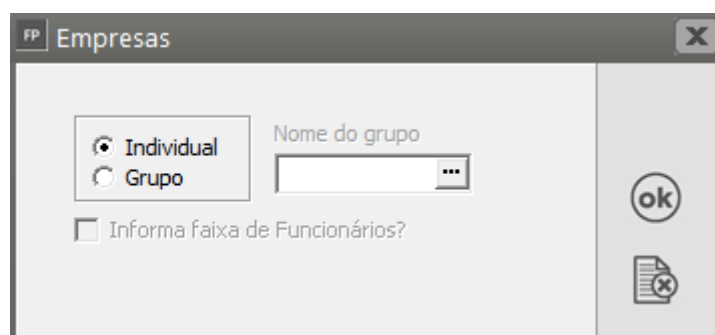 FP Empresas
Individual
Grupo
Nome do grupo
...
Informa faixa de Funcionários?
ok